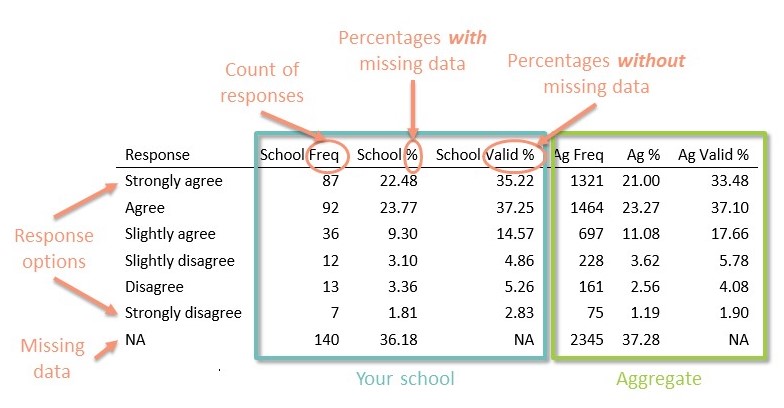 Percentages with
missing data
Percentages without
missing data
Count of
responses
Response School Freq School % School Valid % Ag Freq Ag % Ag Valid %
Strongly agree 87 22.48 35.22 1321 21.00 33.48
Agree 92 23.77 37.25 1464 23.27 37.10
Slightly agree 36 9.30 14.57 697 11.08 17.66
Slightly disagree 12 3.10 4.86 228 3.62 5.78
Disagree 13 3.36 5.26 161 2.56 4.08
Strongly disagree 7 1.81 2.83 75 1.19 1.90
NA 140 36.18 NA 2345 37.28 NA
Response
options
Missing
data
Your school
Aggregate